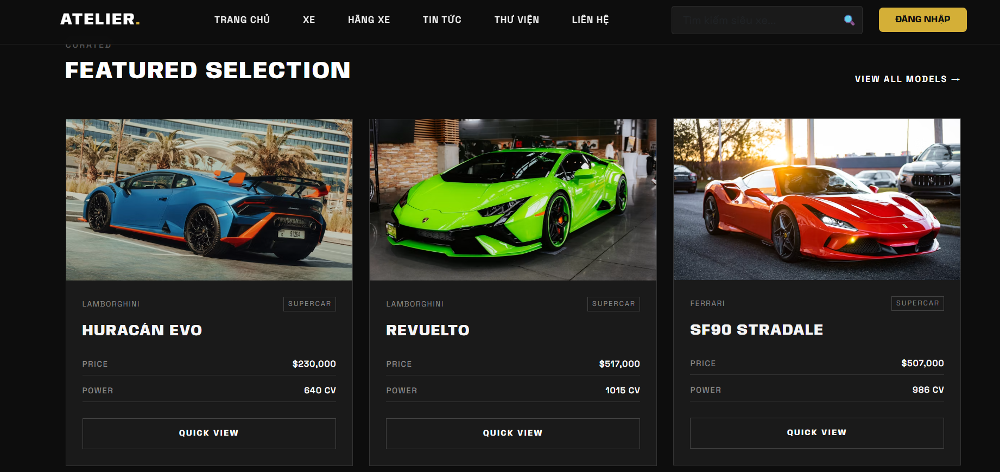 ATELIER.
TRANG CHỦ
XE
HÃNG XE
TIN TỨC
THƯ VIỆN
LIÊN HỆ
Tìm kiếm siêu xe...
ĐĂNG NHẬP
CURATED
FEATURED SELECTION
VIEW ALL MODELS →
91264
LAMBORGHINI
SUPERCAR
HURACÁN EVO
PRICE
$230,000
POWER
640 CV
QUICK VIEW
LAMBORGHINI
SUPERCAR
REVUELTO
PRICE
$517,000
POWER
1015 CV
QUICK VIEW
FERRARI
SUPERCAR
SF90 STRADALE
PRICE
$507,000
POWER
986 CV
QUICK VIEW